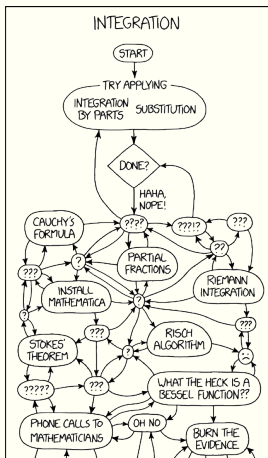 INTEGRATION
START
TRY APPLYING
INTEGRATION BY PARTS
SUBSTITUTION
DONE?
HAHA,
NOPE!
CAUCHY'S
FORMULA
????
???!?
???
??
???
?
PARTIAL
FRACTIONS
RIEMANN
INTEGRATION
INSTALL
MATHEMATICA
?
?
???
???
STOKES'
THEOREM
?
RISCH
ALGORITHM
:(
?????
???
WHAT THE HECK IS A
BESSEL FUNCTION??
PHONE CALLS TO
MATHEMATICIANS
OH NO
BURN THE
EVIDENCE